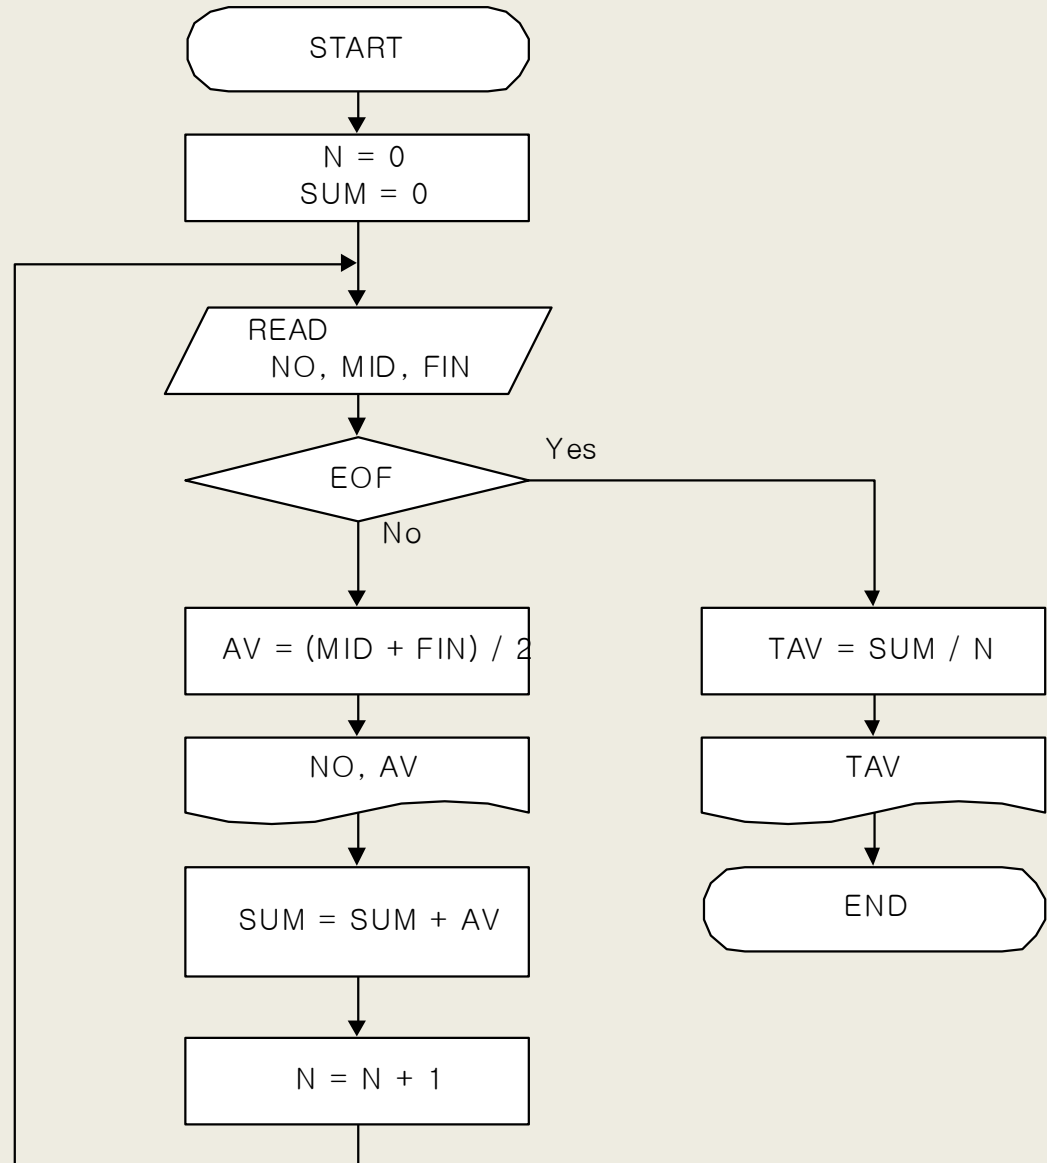 START
N = 0
SUM = 0
READ
NO, MID, FIN
EOF
Yes
No
AV = (MID + FIN) / 2
NO, AV
SUM = SUM + AV
N = N + 1
TAV = SUM / N
TAV
END